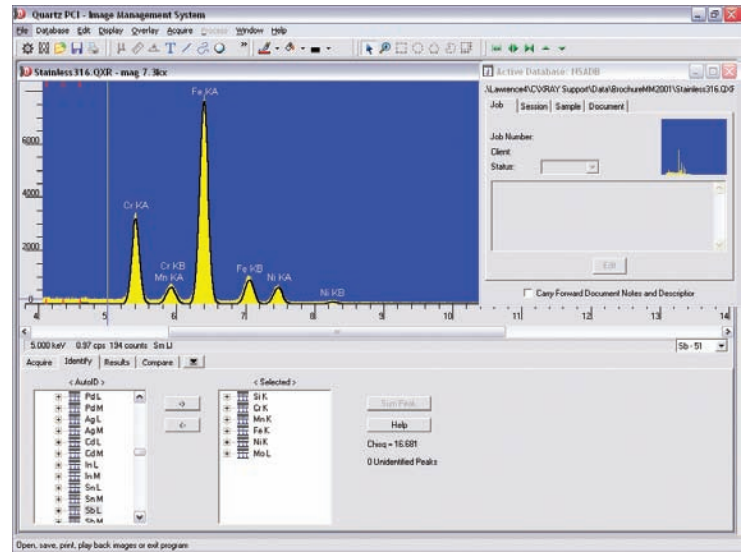 Quartz PCI - Image Management System
File Database Edit Display Overlay Acquire Process Window Help
Stainless316.QXR - mag 7.3kx
Fe KA
Cr KA
Cr KB
Mn KA
Fe KB
Ni KA
Ni KB
6000
4000
2000
0
4 5 6 7 8 9 10 11 12 13 14
Active Database: NSADB
.\Lawrence4\C\XRAY Support\Data\BrochureMM2001\Stainless316.QXF
Job Session Sample Document
Job Number:
Client:
Status:
Edit
Carry Forward Document Notes and Description
5.000 keV 0.97 cps 194 counts Sm Ll
Sb - 51
Acquire Identify Results Compare
< AutoID >
Pd L
Pd M
Ag L
Ag M
Cd L
Cd M
In L
In M
Sn L
Sn M
Sb L
Sb M
< Selected >
Si K
Cr K
Mn K
Fe K
Ni K
Mo L
Sum Peak
Help
Chisq = 16.681
0 Unidentified Peaks
Open, save, print, play back images or exit program